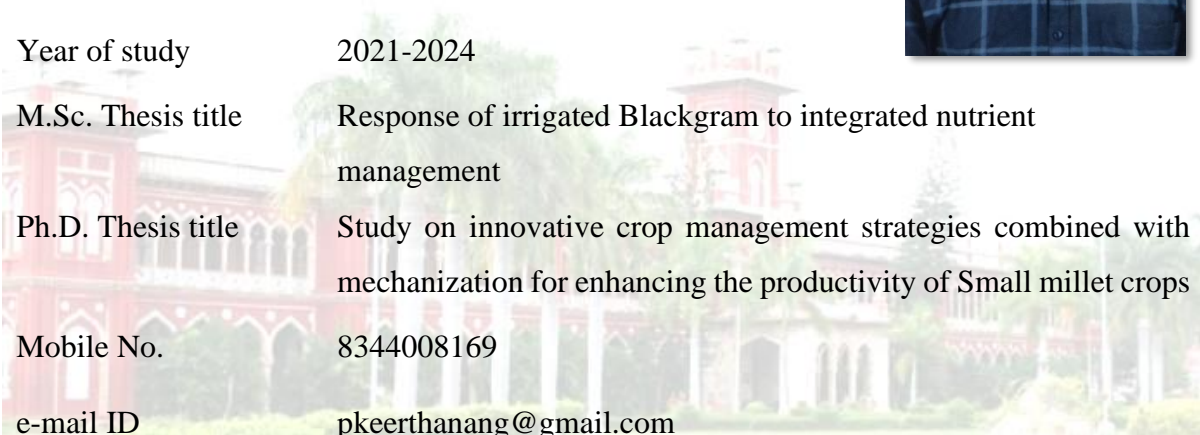 Year of study 2021-2024
M.Sc. Thesis title Response of irrigated Blackgram to integrated nutrient
management
Ph.D. Thesis title Study on innovative crop management strategies combined with
mechanization for enhancing the productivity of Small millet crops
Mobile No. 8344008169
e-mail ID pkeerthanang@gmail.com